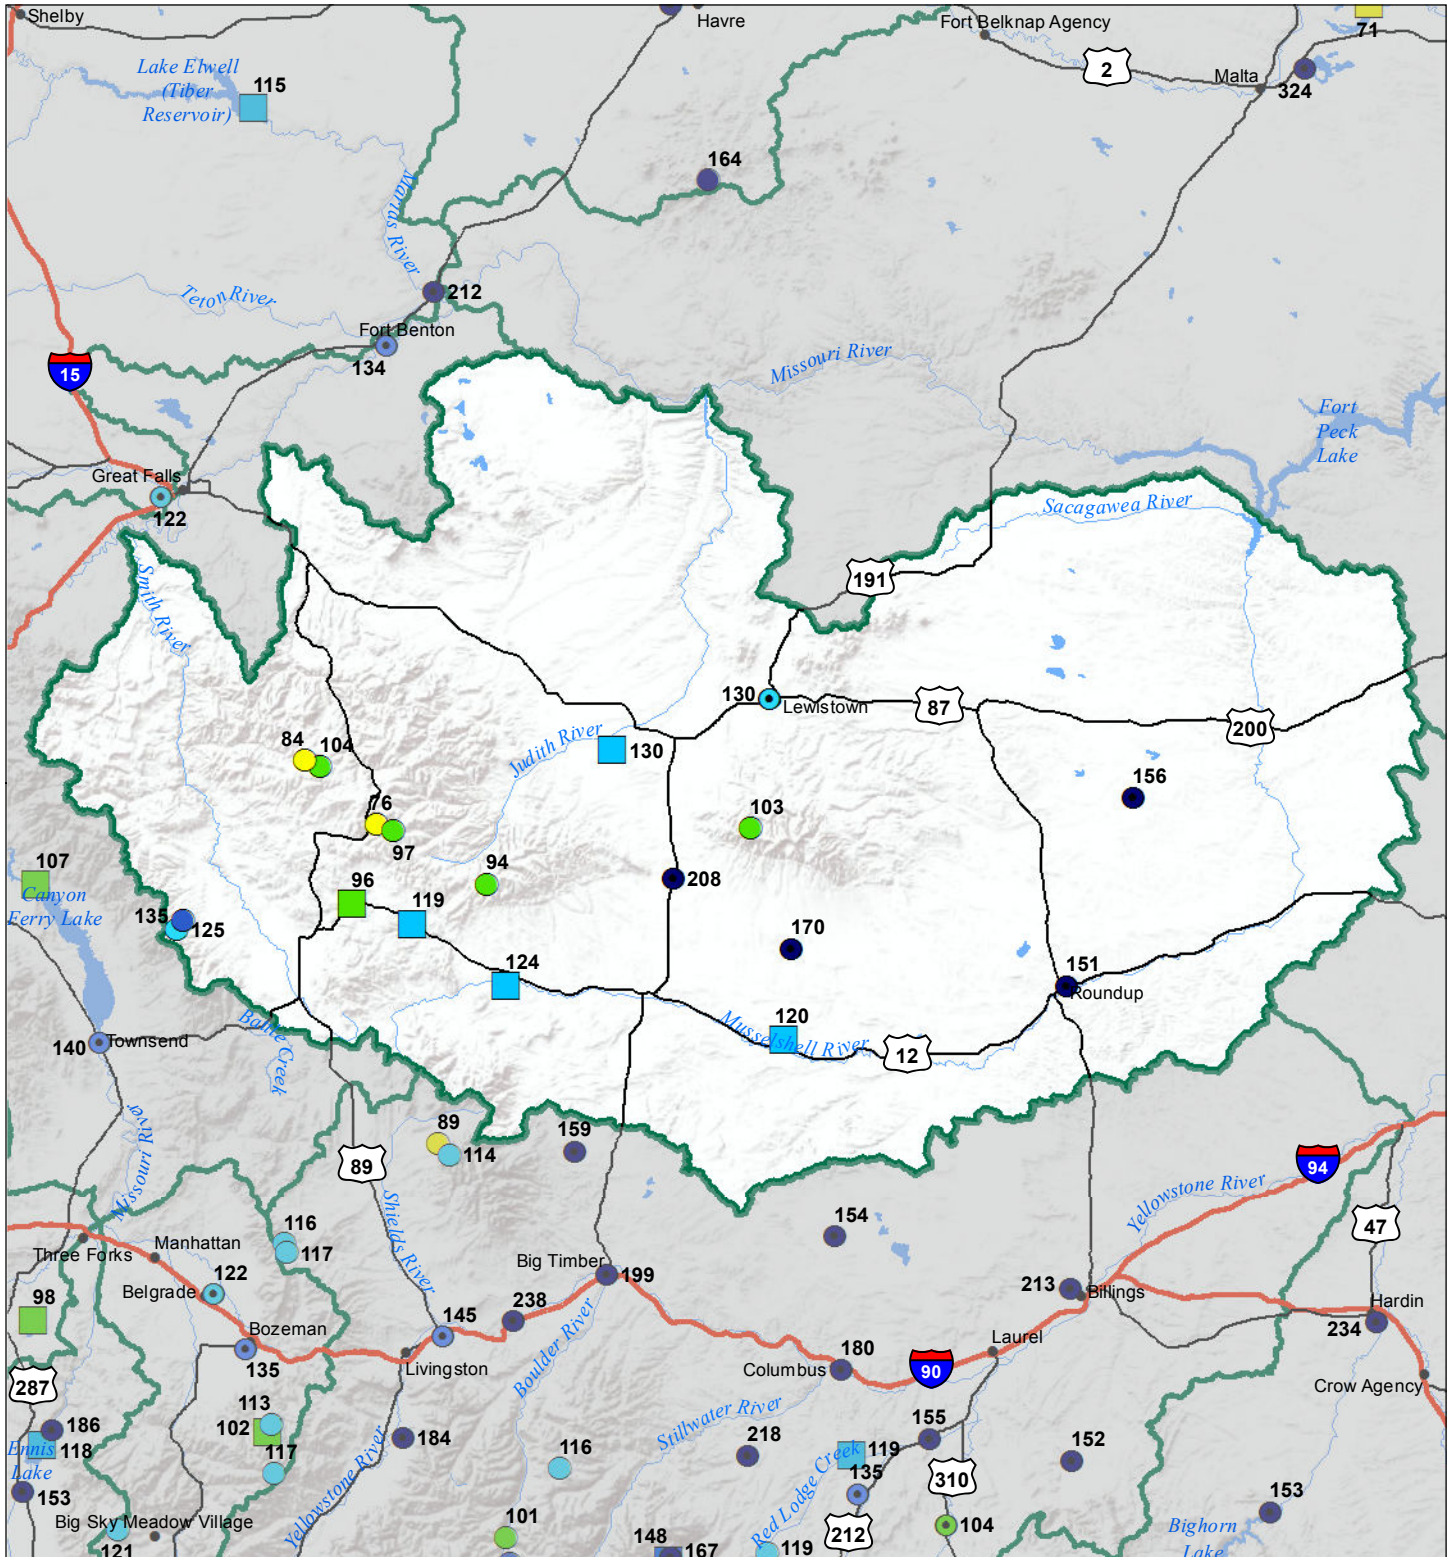 Shelby
Havre
Fort Belknap Agency
71
Lake Elwell
(Tiber
Reservoir)
115
2
Malta
324
164
Marias River
Teton River
212
Fort Benton
134
15
Missouri River
Fort
Peck
Lake
Great Falls
122
Sacagawea River
Smith River
191
130
Lewistown
87
200
Judith River
130
84
104
156
76
97
103
94
208
107
Canyon
Ferry Lake
96
119
135
125
170
124
151
Roundup
120
Musselshell River
12
Battle Creek
140
Townsend
Missouri River
89
114
159
89
94
Yellowstone River
Shields River
154
47
116
117
Three Forks
Manhattan
Belgrade
122
Big Timber
199
213
Billings
Hardin
234
98
238
Bozeman
135
145
Livingston
Boulder River
Columbus
180
90
Laurel
Crow Agency
287
113
102
117
186
118
Ennis
Lake
153
184
Yellowstone River
116
Stillwater River
218
155
119
135
Red Lodge Creek
310
152
153
Big Sky Meadow Village
121
101
148
167
119
212
104
Bighorn
Lake